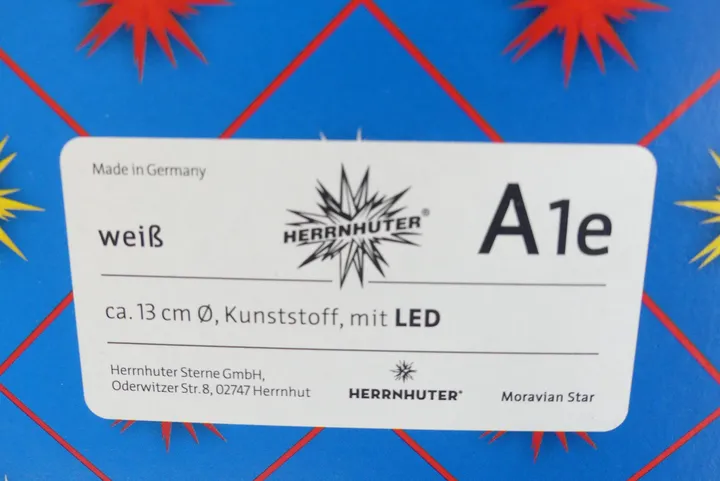 Made in Germany
weiß
HERRNHUTER®
A1e
ca. 13 cm Ø, Kunststoff, mit LED
Herrnhuter Sterne GmbH,
Oderwitzer Str. 8, 02747 Herrnhut
HERRNHUTER®
Moravian Star